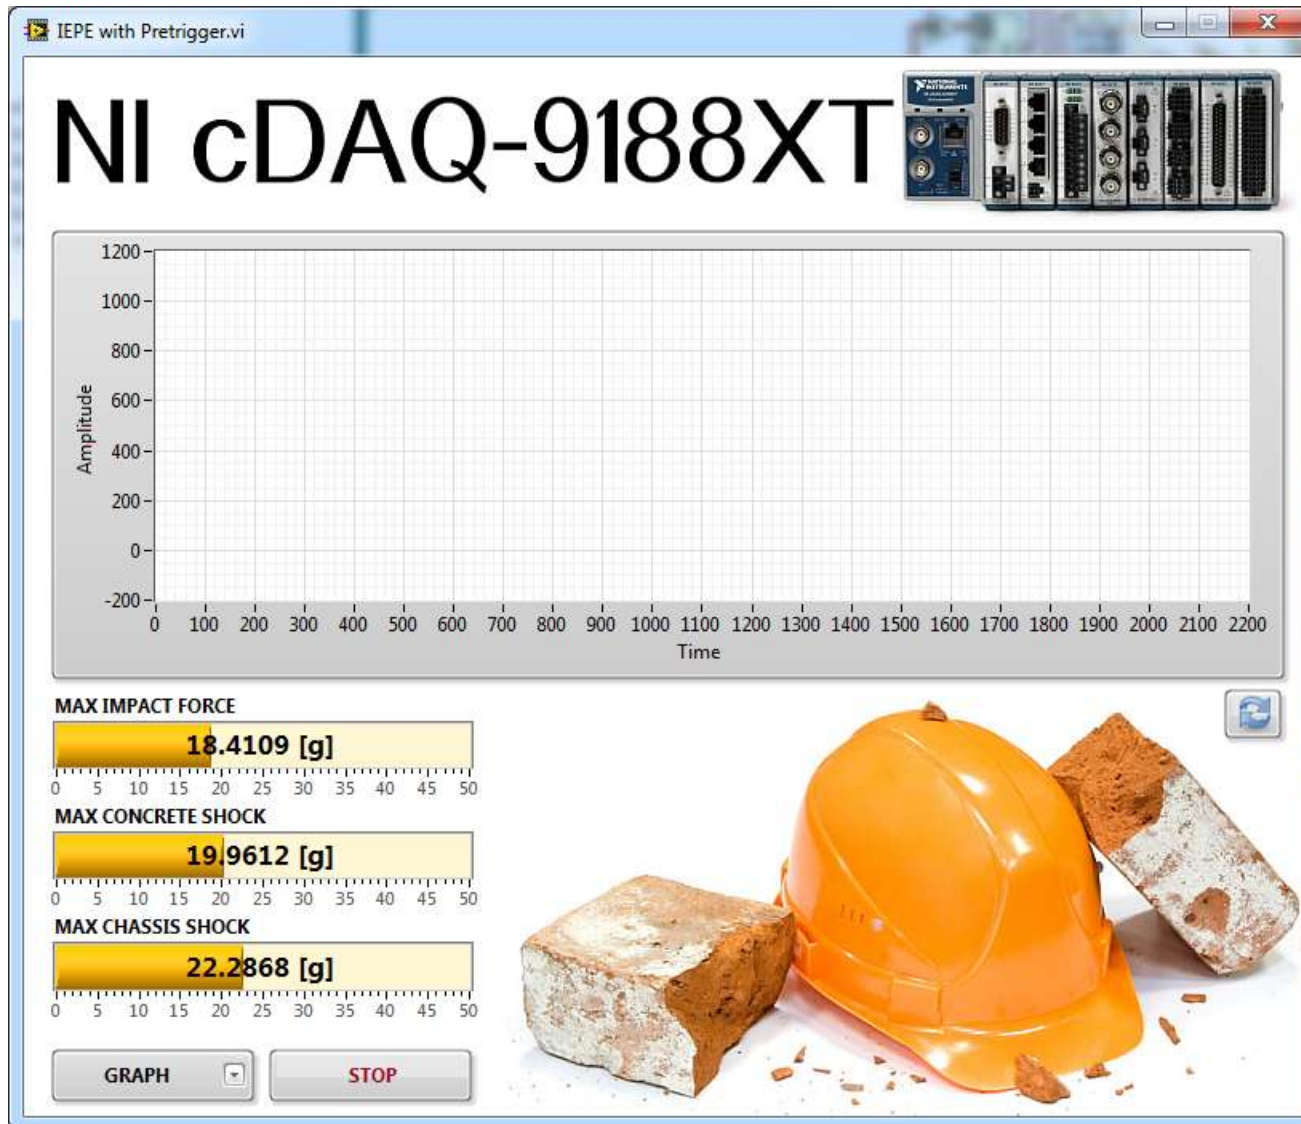 IEPE with Pretrigger.vi
NI cDAQ-9188XT
NATIONAL
INSTRUMENTS
1200
1000
800
600
400
200
0
-200
Amplitude
0 100 200 300 400 500 600 700 800 900 1000 1100 1200 1300 1400 1500 1600 1700 1800 1900 2000 2100 2200
Time
MAX IMPACT FORCE
18.4109 [g]
0 5 10 15 20 25 30 35 40 45 50
MAX CONCRETE SHOCK
19.9612 [g]
0 5 10 15 20 25 30 35 40 45 50
MAX CHASSIS SHOCK
22.2868 [g]
0 5 10 15 20 25 30 35 40 45 50
GRAPH
STOP